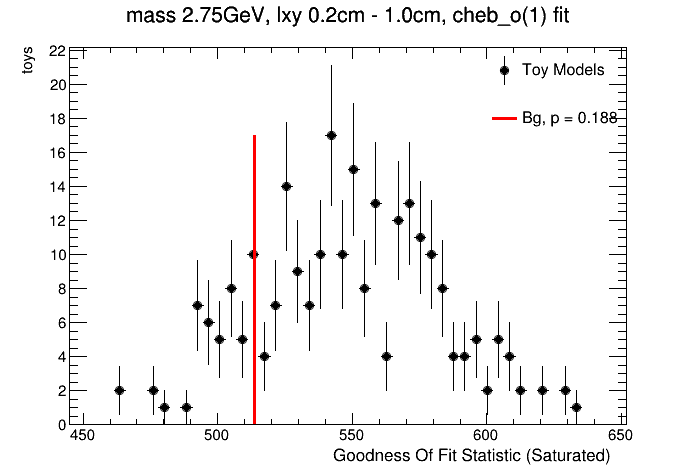 mass 2.75GeV, lxy 0.2cm - 1.0cm, cheb_o(1) fit
toys
22
20
18
16
14
12
10
8
6
4
2
0
Toy Models
Bg, p = 0.188
450 500 550 600 650
Goodness Of Fit Statistic (Saturated)